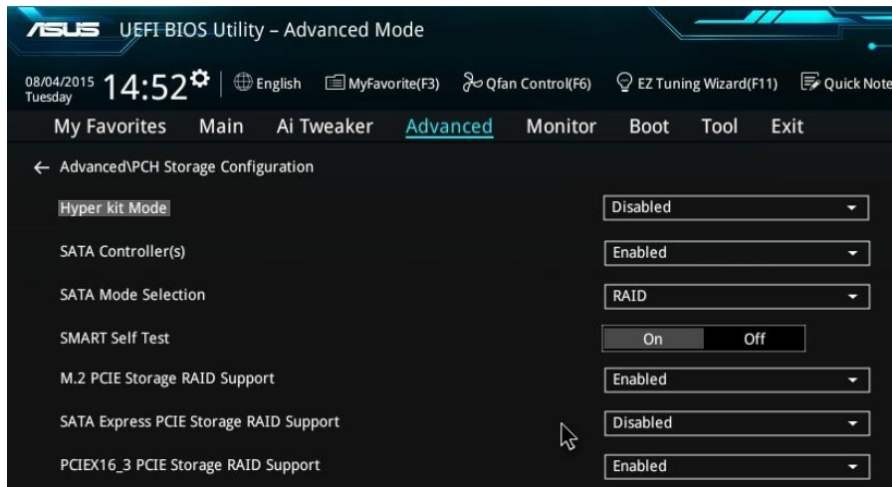 ASUS UEFI BIOS Utility – Advanced Mode
08/04/2015 Tuesday 14:52 English MyFavorite(F3) Qfan Control(F6) EZ Tuning Wizard(F11) Quick Note
My Favorites Main Ai Tweaker Advanced Monitor Boot Tool Exit
Advanced\PCH Storage Configuration
Hyper kit Mode Disabled
SATA Controller(s) Enabled
SATA Mode Selection RAID
SMART Self Test On Off
M.2 PCIE Storage RAID Support Enabled
SATA Express PCIE Storage RAID Support Disabled
PCIEX16_3 PCIE Storage RAID Support Enabled